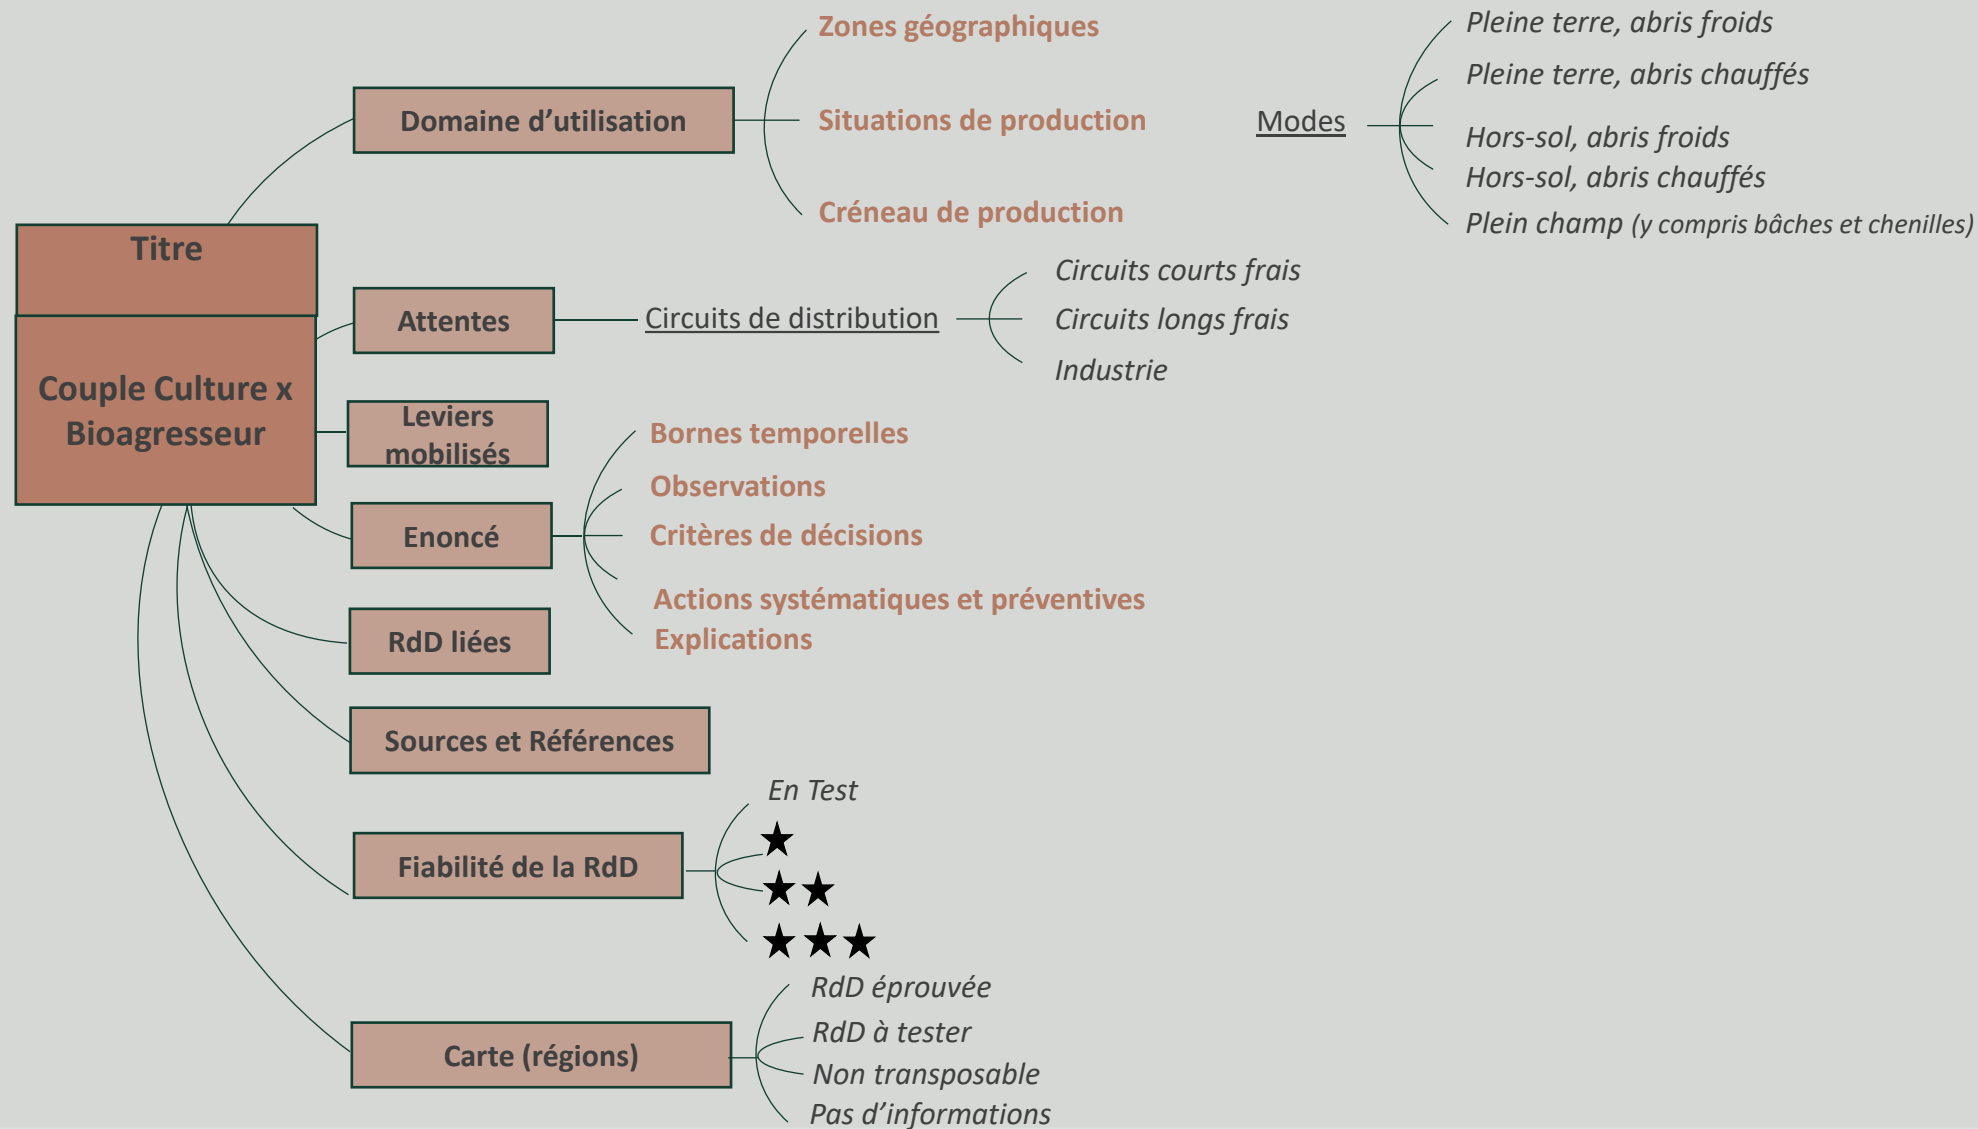 Titre
Couple Culture x
Bioagresseur
Domaine d'utilisation
Zones géographiques
Situations de production
Créneau de production
Modes
Pleine terre, abris froids
Pleine terre, abris chauffés
Hors-sol, abris froids
Hors-sol, abris chauffés
Plein champ (y compris bâches et chenilles)
Attentes
Circuits de distribution
Circuits courts frais
Circuits longs frais
Industrie
Leviers
mobilisés
Enoncé
Bornes temporelles
Observations
Critères de décisions
Actions systématiques et préventives
Explications
RdD liées
Sources et Références
Fiabilité de la RdD
En Test
★
★★
★★★
Carte (régions)
RdD éprouvée
RdD à tester
Non transposable
Pas d'informations